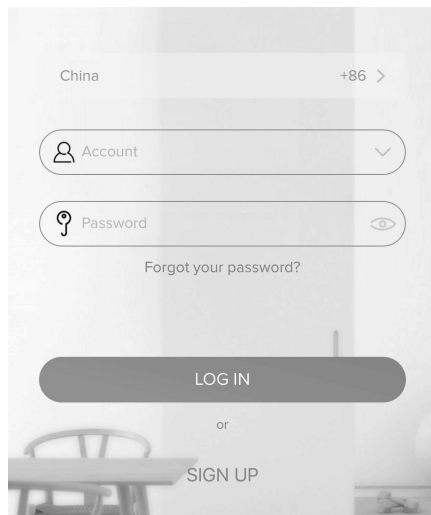 China +86
Account
Password
Forgot your password?
LOG IN
or
SIGN UP